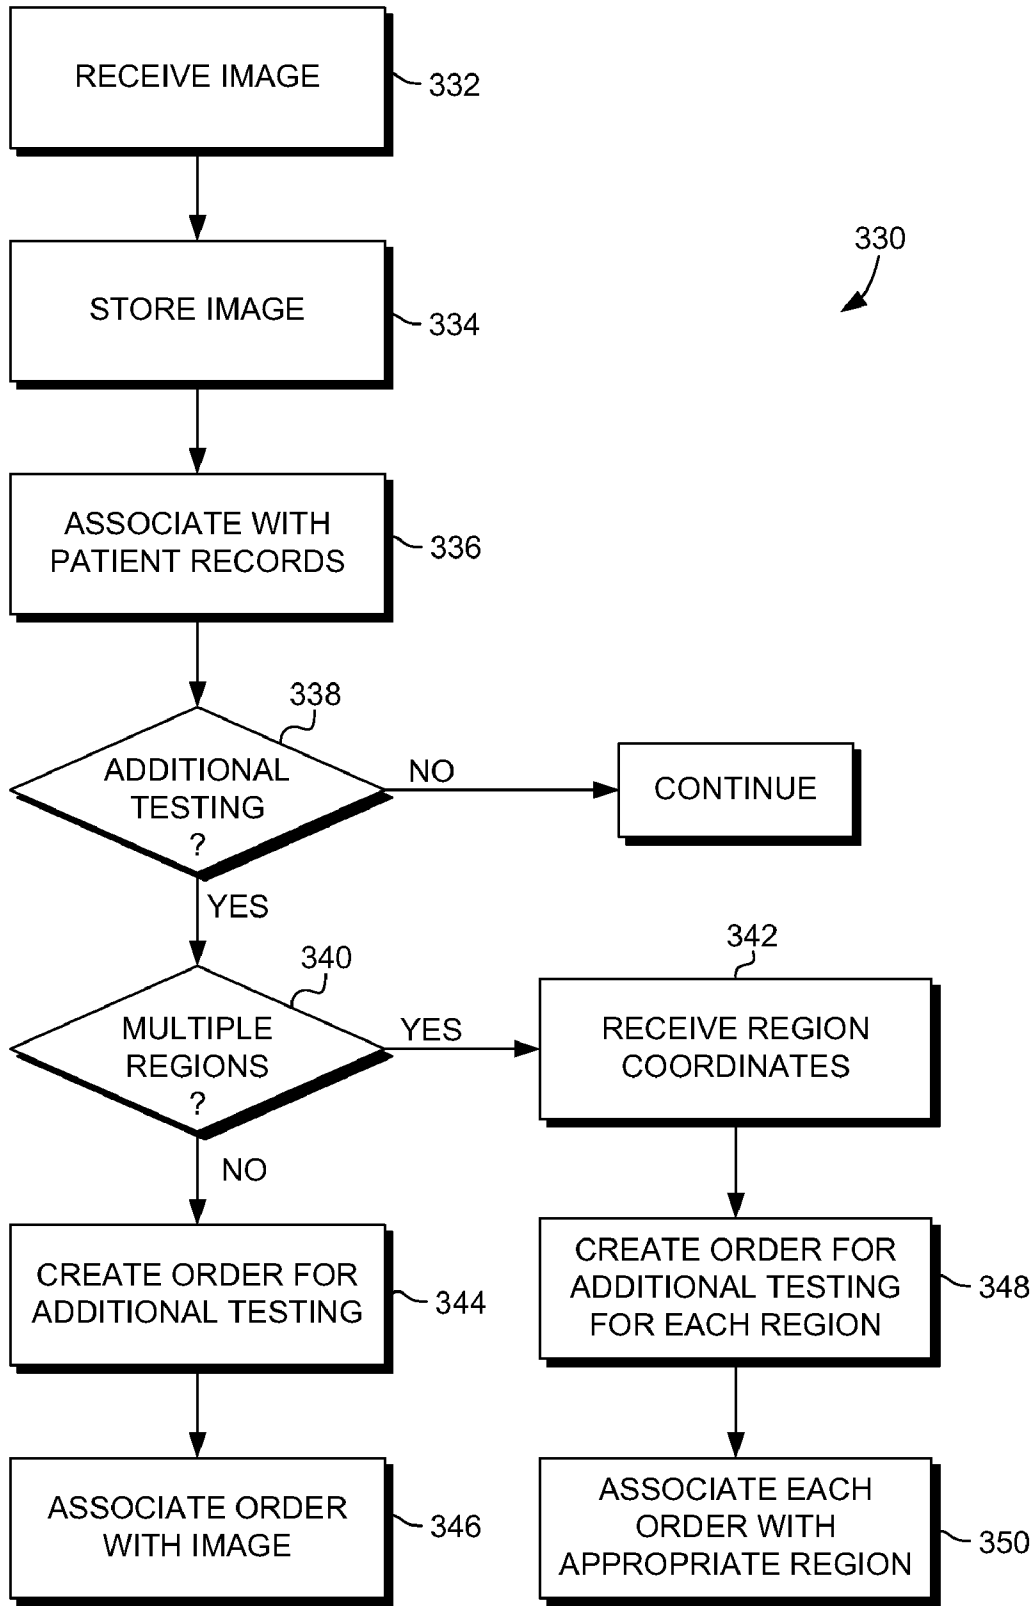 RECEIVE IMAGE
332
330
STORE IMAGE
334
ASSOCIATE WITH
PATIENT RECORDS
336
338
ADDITIONAL
TESTING
?
NO
CONTINUE
YES
340
MULTIPLE
REGIONS
?
YES
342
RECEIVE REGION
COORDINATES
NO
CREATE ORDER FOR
ADDITIONAL TESTING
344
CREATE ORDER FOR
ADDITIONAL TESTING
FOR EACH REGION
348
ASSOCIATE ORDER
WITH IMAGE
346
ASSOCIATE EACH
ORDER WITH
APPROPRIATE REGION
350